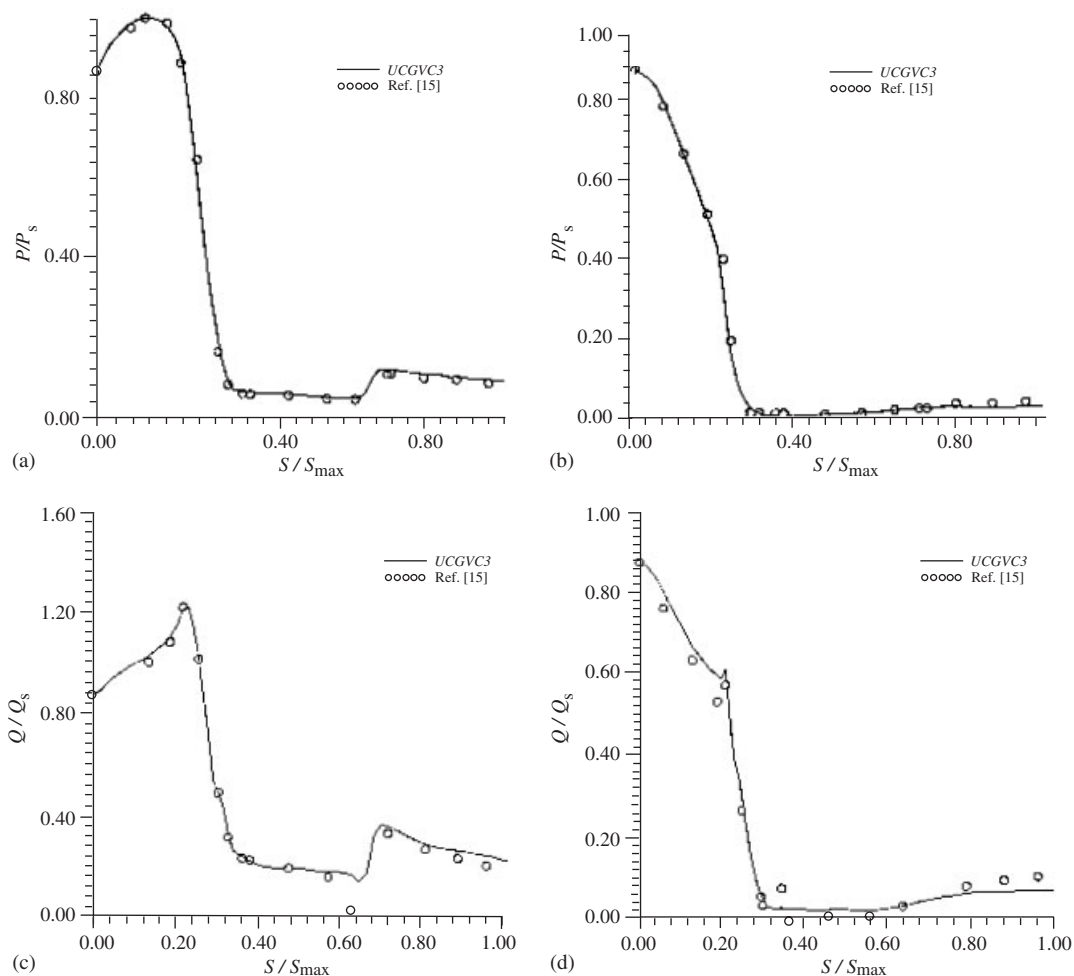 (a)
P/Ps
0.80
0.40
0.00
0.00 0.40 0.80
S / Smax
UCGVC3
Ref. [15]
(b)
P/Ps
1.00
0.80
0.60
0.40
0.20
0.00
0.00 0.40 0.80
S / Smax
UCGVC3
Ref. [15]
(c)
Q / Qs
1.60
1.20
0.80
0.40
0.00
0.00 0.20 0.40 0.60 0.80 1.0
S / Smax
UCGVC3
Ref. [15]
(d)
Q / Qs
1.00
0.80
0.60
0.40
0.20
0.00
0.00 0.20 0.40 0.60 0.80 1.00
S / Smax
UCGVC3
Ref. [15]